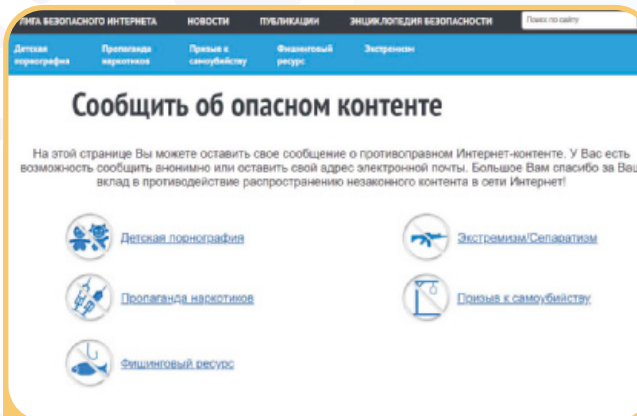 ЛИГА БЕЗОПАСНОГО ИНТЕРНЕТА НОВОСТИ ПУБЛИКАЦИИ ЭНЦИКЛОПЕДИЯ БЕЗОПАСНОСТИ Поиск по сайту
Детская порнография Пропаганда наркотиков Призыв к самоубийству Фишинговый ресурс Экстремизм
Сообщить об опасном контенте
На этой странице Вы можете оставить свое сообщение о противоправном Интернет-контенте. У Вас есть
возможность сообщить анонимно или оставить свой адрес электронной почты. Большое Вам спасибо за Ваш
вклад в противодействие распространению незаконного контента в сети Интернет!
Детская порнография Экстремизм/Сепаратизм
Пропаганда наркотиков Призыв к самоубийству
Фишинговый ресурс